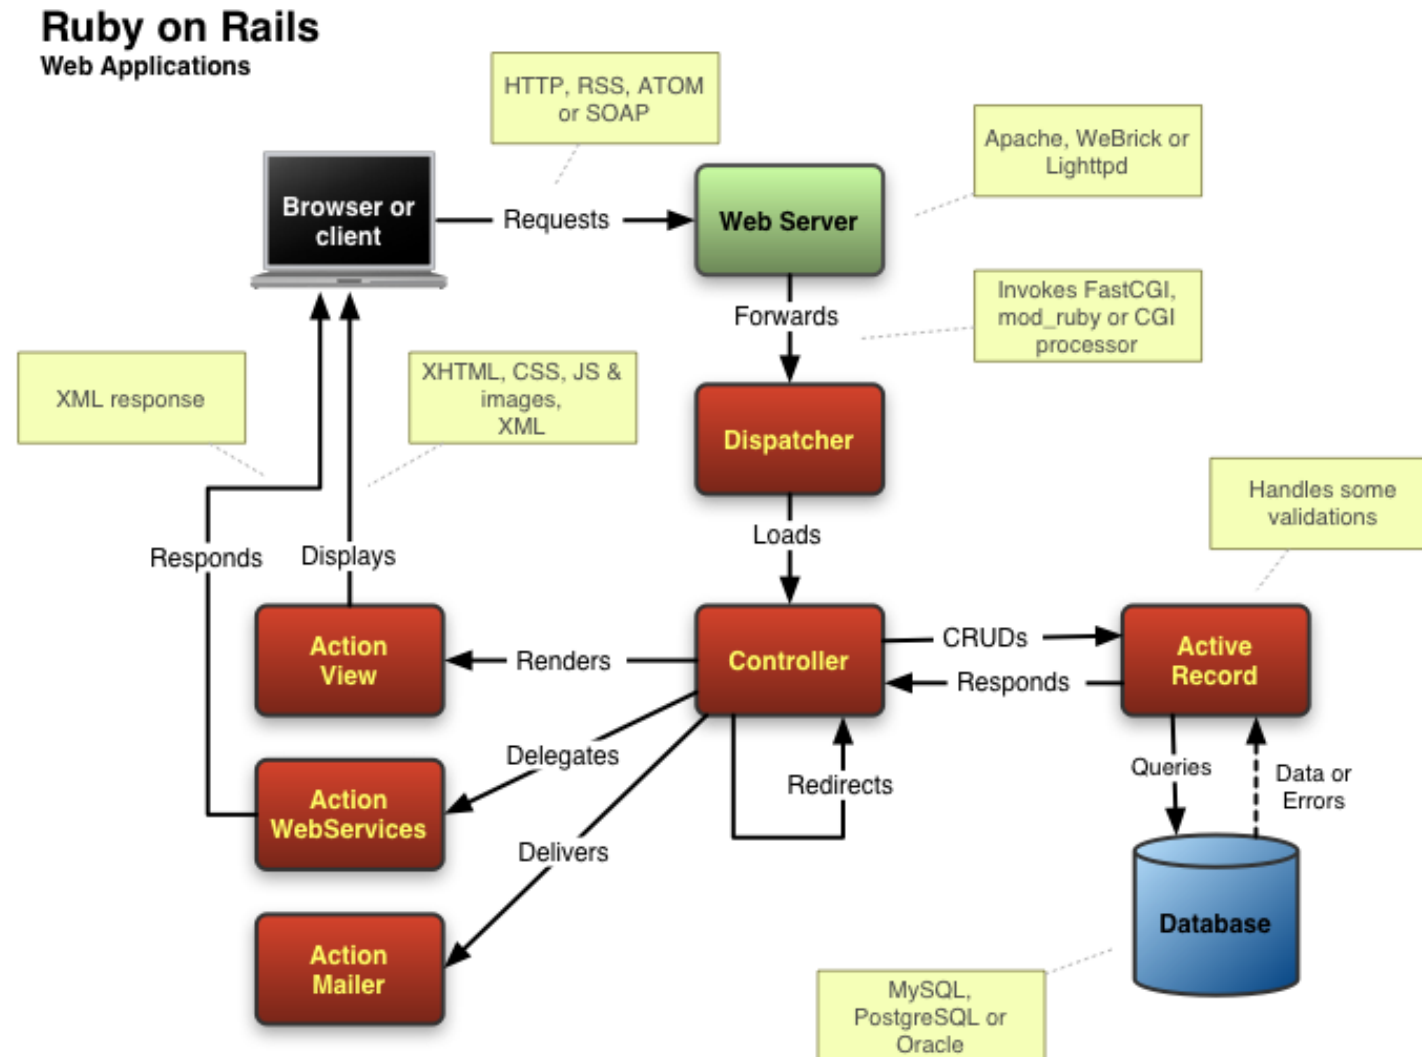 Ruby on Rails
Web Applications
HTTP, RSS, ATOM
or SOAP
Apache, WeBrick or
Lighttpd
Browser or
client
Requests
Web Server
Invokes FastCGI,
mod_ruby or CGI
processor
Forwards
XML response
XHTML, CSS, JS &
images,
XML
Dispatcher
Handles some
validations
Loads
Responds
Displays
Action
View
Renders
Controller
CRUDs
Responds
Active
Record
Delegates
Redirects
Queries
Data or
Errors
Action
WebServices
Delivers
Database
Action
Mailer
MySQL,
PostgreSQL or
Oracle